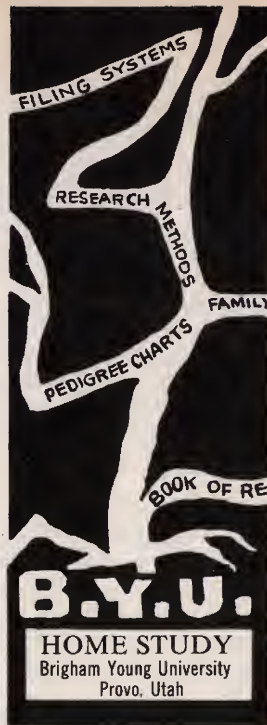 FILING SYSTEMS
RESEARCH METHODS
FAMILY
PEDIGREE CHARTS
BOOK OF RE
B.Y.U.
HOME STUDY
Brigham Young University
Provo, Utah